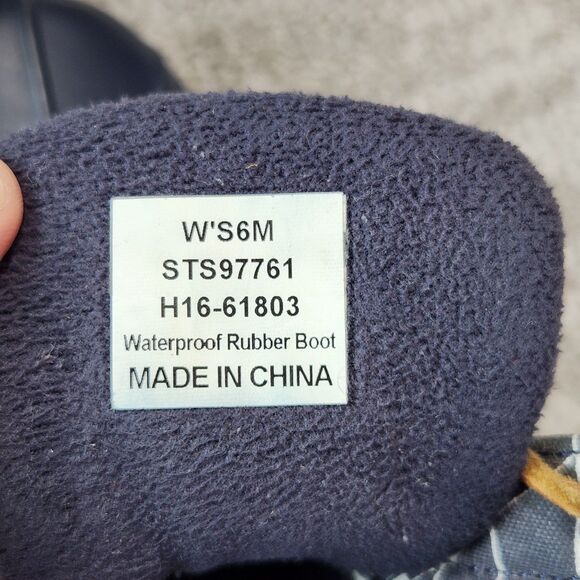 W'S6M
STS97761
H16-61803
Waterproof Rubber Boot
MADE IN CHINA